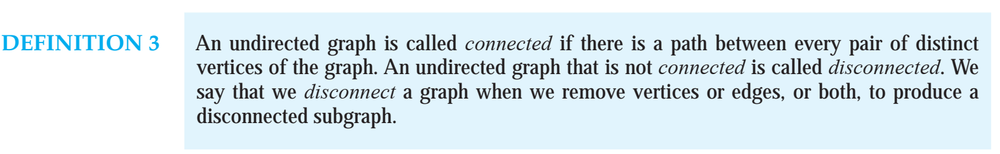 DEFINITION 3
An undirected graph is called connected if there is a path between every pair of distinct
vertices of the graph. An undirected graph that is not connected is called disconnected. We
say that we disconnect a graph when we remove vertices or edges, or both, to produce a
disconnected subgraph.